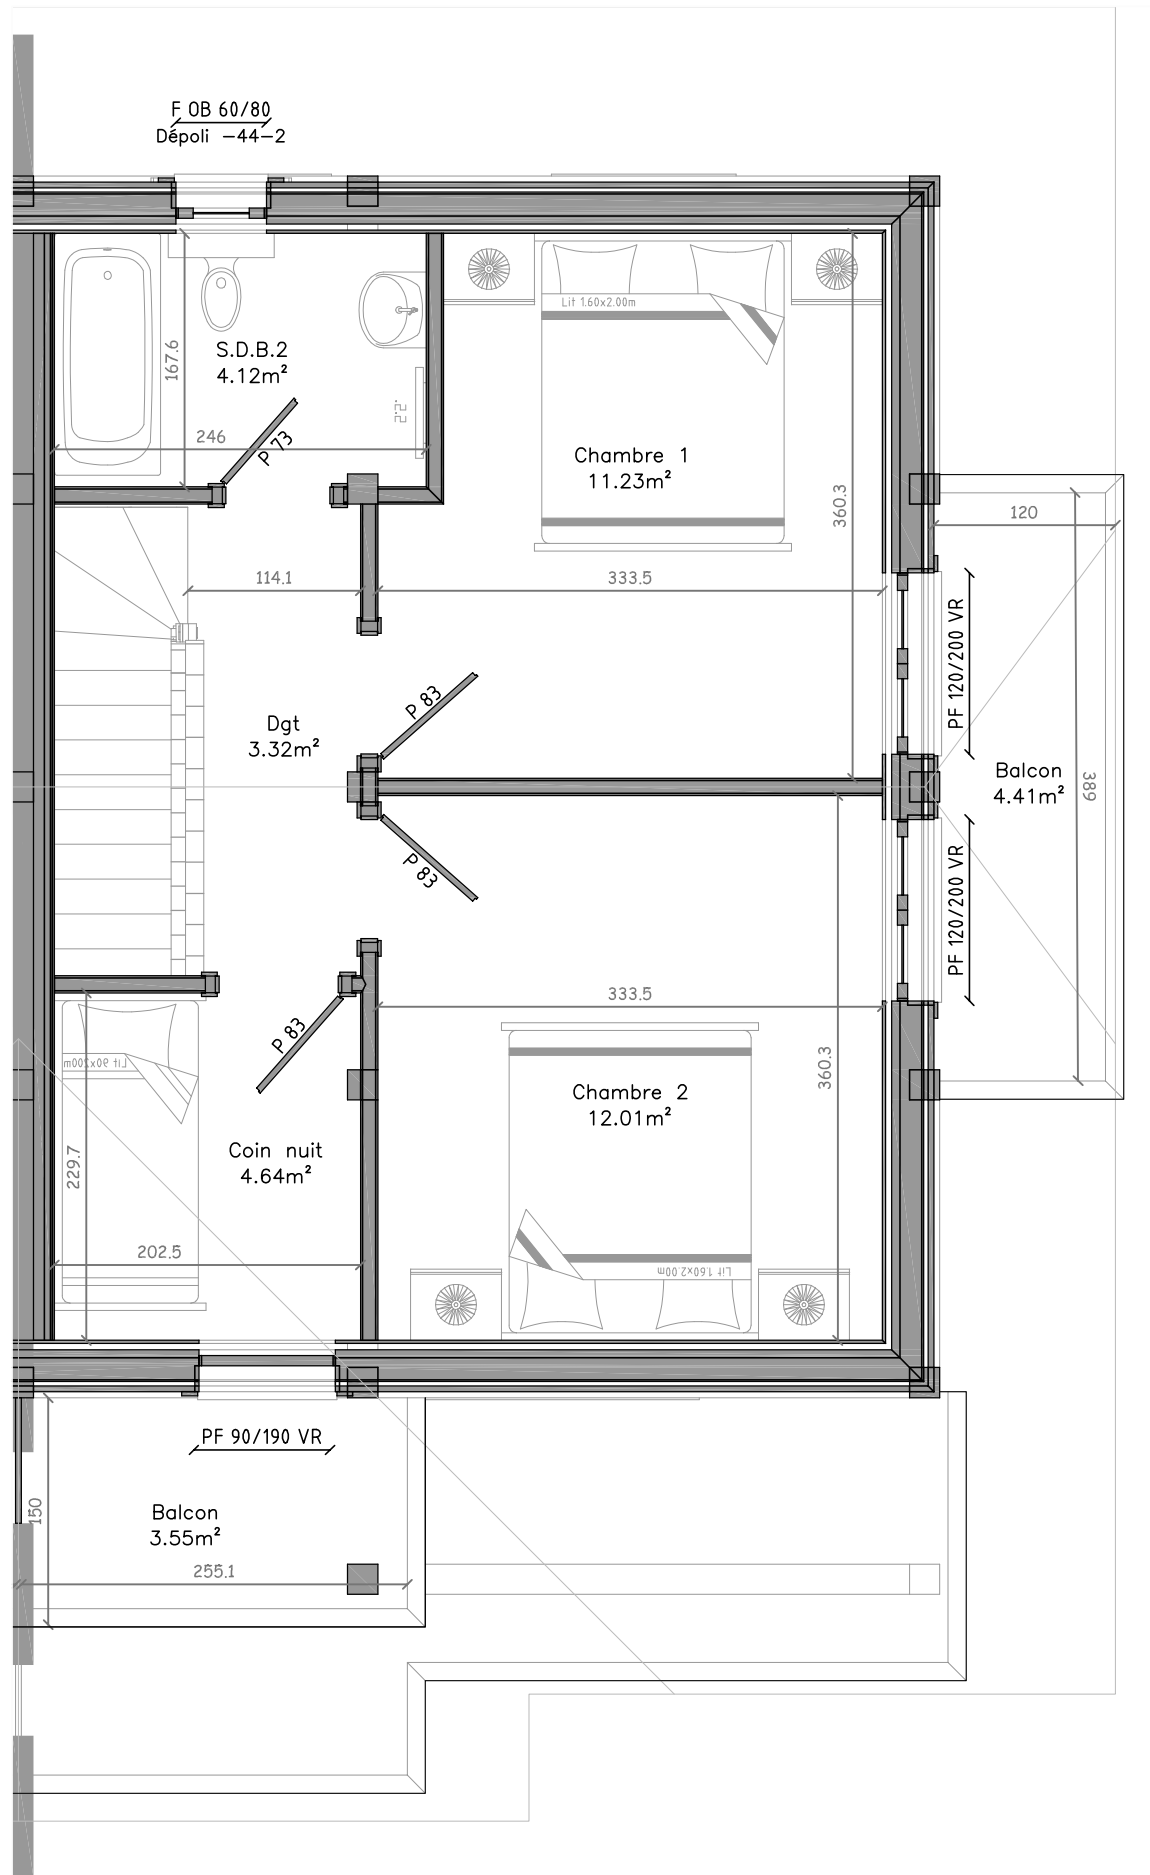 F OB 60/80
Dépoli -44-2
Lit 1.60x2.00m
S.D.B.2
4.12m²
167.6
246
P 73
2.2
Chambre 1
11.23m²
360.3
120
114.1
333.5
PF 120/200 VR
P 83
Dgt
3.32m²
Balcon
4.41m²
389
P 83
PF 120/200 VR
333.5
P 83
Lit 90x200m
360.3
Chambre 2
12.01m²
Coin nuit
4.64m²
229.7
202.5
Lit 1.60x2.00m
PF 90/190 VR
150
Balcon
3.55m²
255.1